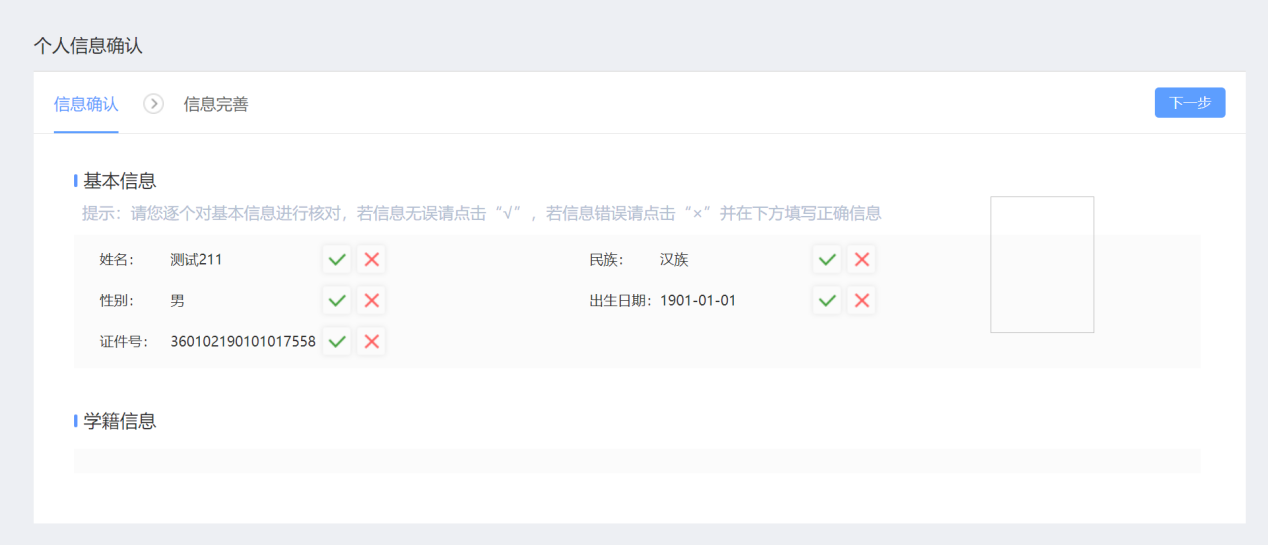 个人信息确认
信息确认 信息完善 下一步
基本信息
提示：请您逐个对基本信息进行核对，若信息无误请点击“√”，若信息错误请点击“×”并在下方填写正确信息
姓名： 测试211 民族： 汉族
性别： 男 出生日期：1901-01-01
证件号： 360102190101017558
学籍信息